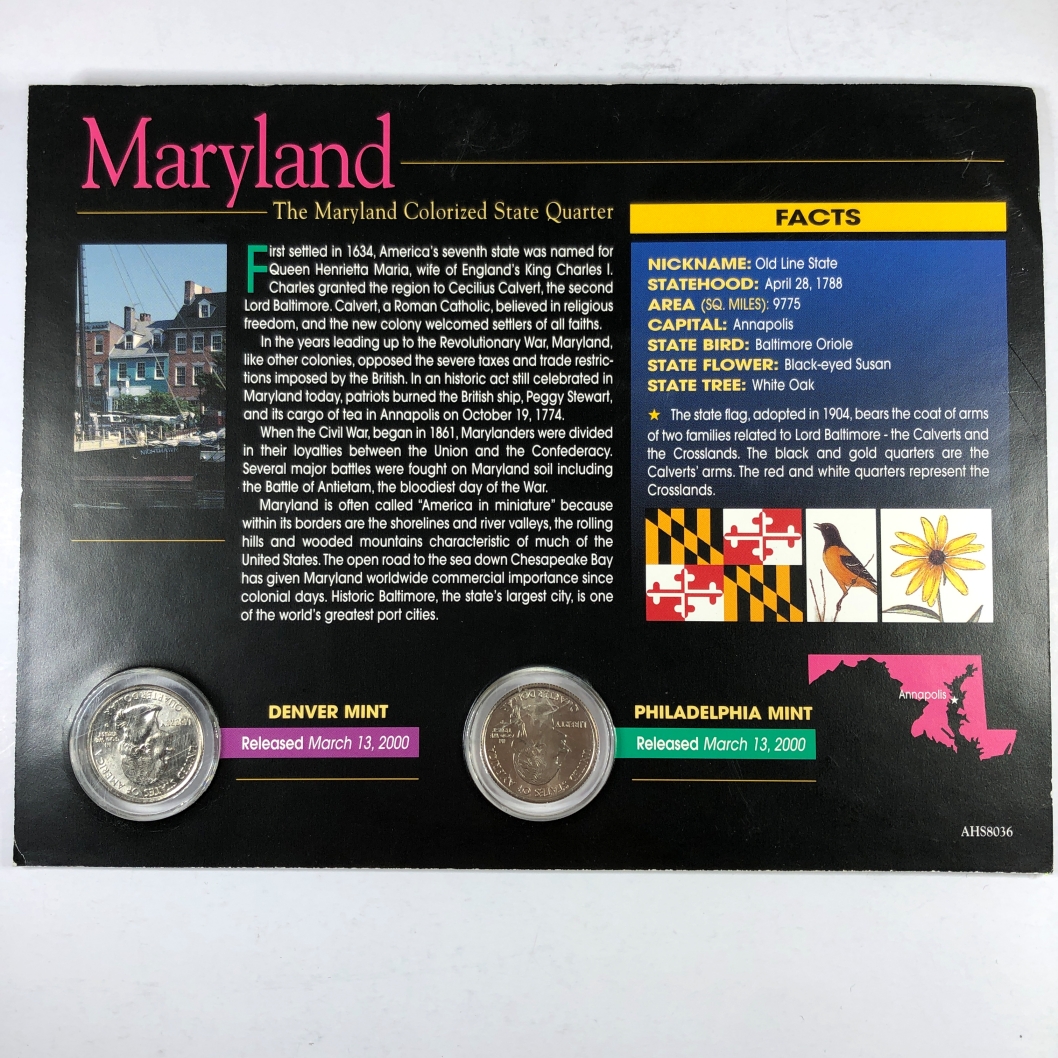 Maryland
The Maryland Colorized State Quarter
First settled in 1634, America's seventh state was named for
Queen Henrietta Maria, wife of England's King Charles I.
Charles granted the region to Cecilius Calvert, the second
Lord Baltimore. Calvert, a Roman Catholic, believed in religious
freedom, and the new colony welcomed settlers of all faiths.
In the years leading up to the Revolutionary War, Maryland,
like other colonies, opposed the severe taxes and trade restric-
tions imposed by the British. In an historic act still celebrated in
Maryland today, patriots burned the British ship, Peggy Stewart,
and its cargo of tea in Annapolis on October 19, 1774.
When the Civil War, began in 1861, Marylanders were divided
in their loyalties between the Union and the Confederacy.
Several major battles were fought on Maryland soil including
the Battle of Antietam, the bloodiest day of the War.
Maryland is often called "America in miniature" because
within its borders are the shorelines and river valleys, the rolling
hills and wooded mountains characteristic of much of the
United States. The open road to the sea down Chesapeake Bay
has given Maryland worldwide commercial importance since
colonial days. Historic Baltimore, the state's largest city, is one
of the world's greatest port cities.
FACTS
NICKNAME: Old Line State
STATEHOOD: April 28, 1788
AREA (SQ. MILES): 9775
CAPITAL: Annapolis
STATE BIRD: Baltimore Oriole
STATE FLOWER: Black-eyed Susan
STATE TREE: White Oak
★ The state flag, adopted in 1904, bears the coat of arms
of two families related to Lord Baltimore - the Calverts and
the Crosslands. The black and gold quarters are the
Calverts' arms. The red and white quarters represent the
Crosslands.
DENVER MINT
Released March 13, 2000
PHILADELPHIA MINT
Released March 13, 2000
Annapolis
UNITED STATES OF AMERICA
LIBERTY
UNITED STATES OF AMERICA
LIBERTY
AHS8036